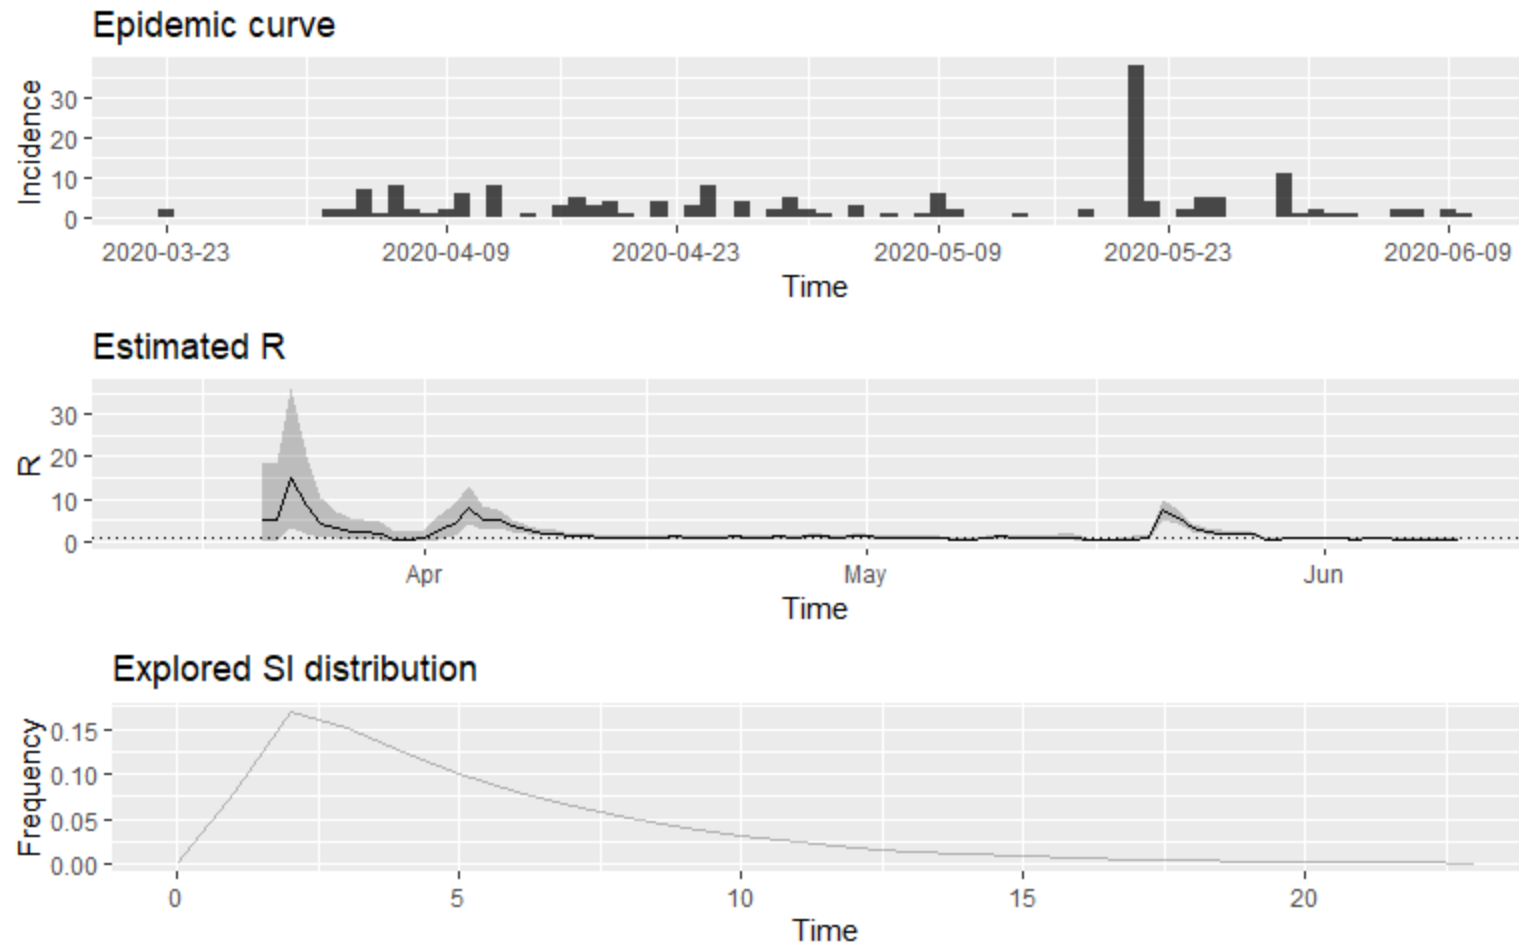 Epidemic curve
Incidence
30
20
10
0
2020-03-23 2020-04-09 2020-04-23 2020-05-09 2020-05-23 2020-06-09
Time
Estimated R
R
30
20
10
0
Apr May Jun
Time
Explored SI distribution
Frequency
0.15
0.10
0.05
0.00
0 5 10 15 20
Time